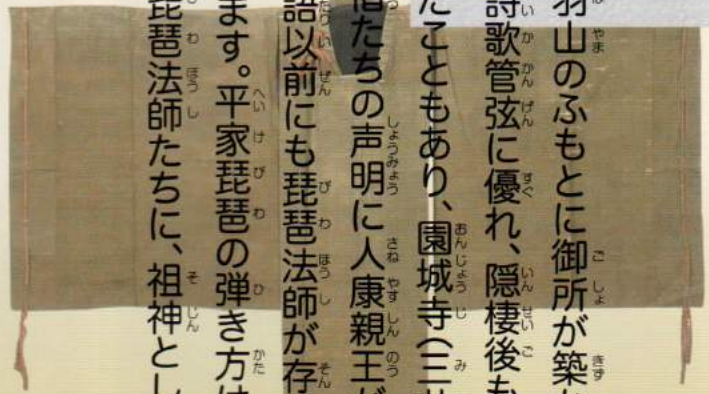 羽山のふもとに御所が築か
詩歌管弦に優れ、隠棲後も
たこともあり、園城寺(三井
僧たちの声明に人康親王が
語以前にも琵琶法師が存
ます。平家琵琶の弾き方は
琵琶法師たちに、祖神とし